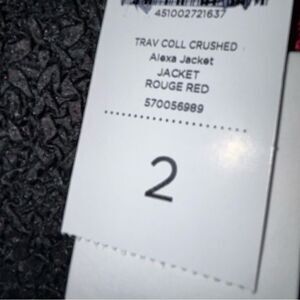 451002721637
TRAV COLL CRUSHED
Alexa Jacket
JACKET
ROUGE RED
570056989
2